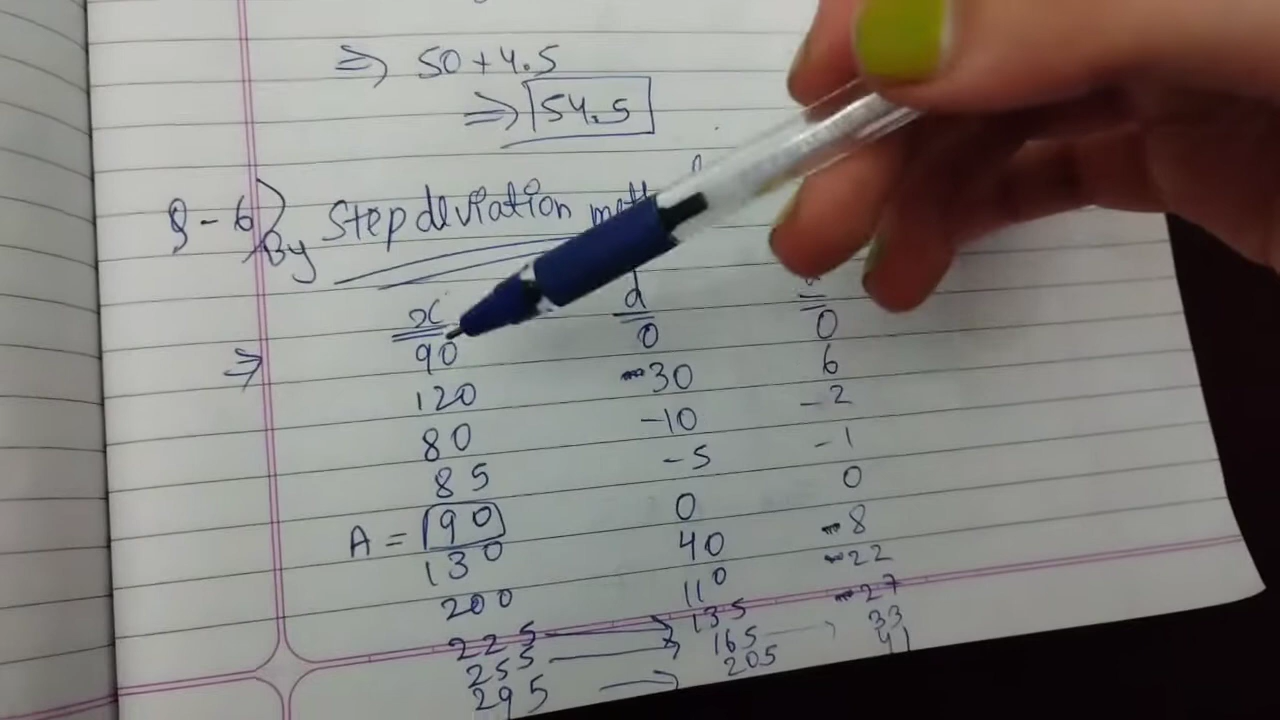 ⇒ 50 + 4.5
⇒ 54.5
Q-6) By Step deviation
x d
90 0 0
120 30 6
80 -10 -2
85 -5 -1
A = 90 0 0
130 40 8
200 110 22
225 → 135 27
255 → 165 → 33
295 → 205 41